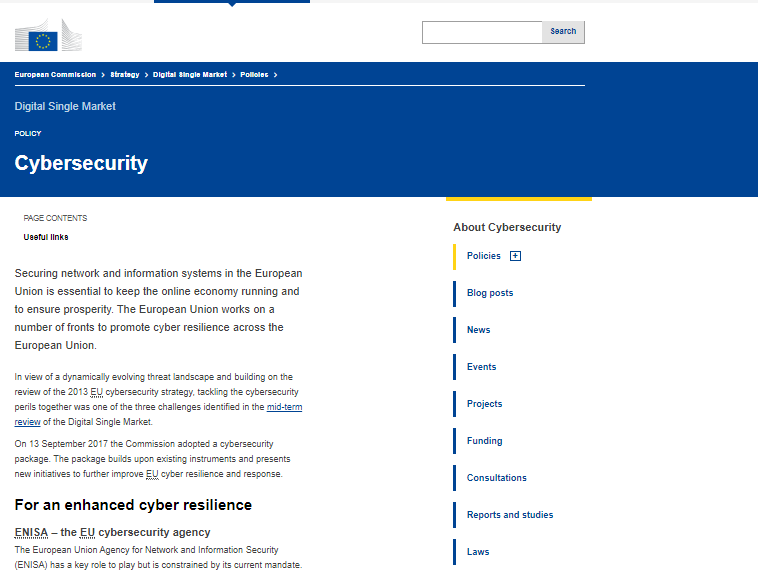 Search
European Commission > Strategy > Digital Single Market > Policies >
Digital Single Market
POLICY
Cybersecurity
PAGE CONTENTS
Useful links
Securing network and information systems in the European
Union is essential to keep the online economy running and
to ensure prosperity. The European Union works on a
number of fronts to promote cyber resilience across the
European Union.
In view of a dynamically evolving threat landscape and building on the
review of the 2013 EU cybersecurity strategy, tackling the cybersecurity
perils together was one of the three challenges identified in the mid-term
review of the Digital Single Market.
On 13 September 2017 the Commission adopted a cybersecurity
package. The package builds upon existing instruments and presents
new initiatives to further improve EU cyber resilience and response.
For an enhanced cyber resilience
ENISA – the EU cybersecurity agency
The European Union Agency for Network and Information Security
(ENISA) has a key role to play but is constrained by its current mandate.
About Cybersecurity
Policies +
Blog posts
News
Events
Projects
Funding
Consultations
Reports and studies
Laws